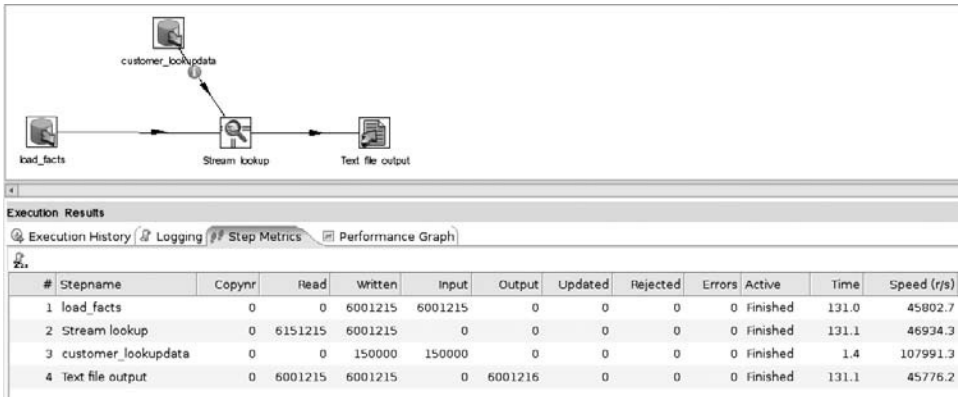 customer_lookupdata
load_facts
Stream lookup
Text file output
Execution Results
Execution History Logging Step Metrics Performance Graph
# Stepname Copynr Read Written Input Output Updated Rejected Errors Active Time Speed (r/s)
1 load_facts 0 0 6001215 6001215 0 0 0 0 Finished 131.0 45802.7
2 Stream lookup 0 6151215 6001215 0 0 0 0 0 Finished 131.1 46934.3
3 customer_lookupdata 0 0 150000 150000 0 0 0 0 Finished 1.4 107991.3
4 Text file output 0 6001215 6001215 0 6001216 0 0 0 Finished 131.1 45776.2